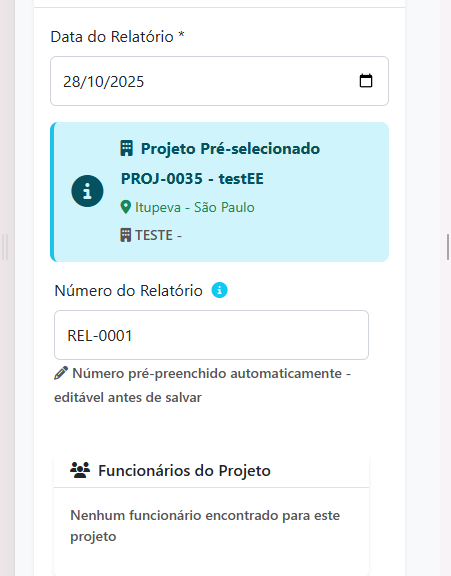 Data do Relatório *
28/10/2025
Projeto Pré-selecionado
PROJ-0035 - testEE
Itupeva - São Paulo
TESTE -
Número do Relatório
REL-0001
Número pré-preenchido automaticamente -
editável antes de salvar
Funcionários do Projeto
Nenhum funcionário encontrado para este
projeto